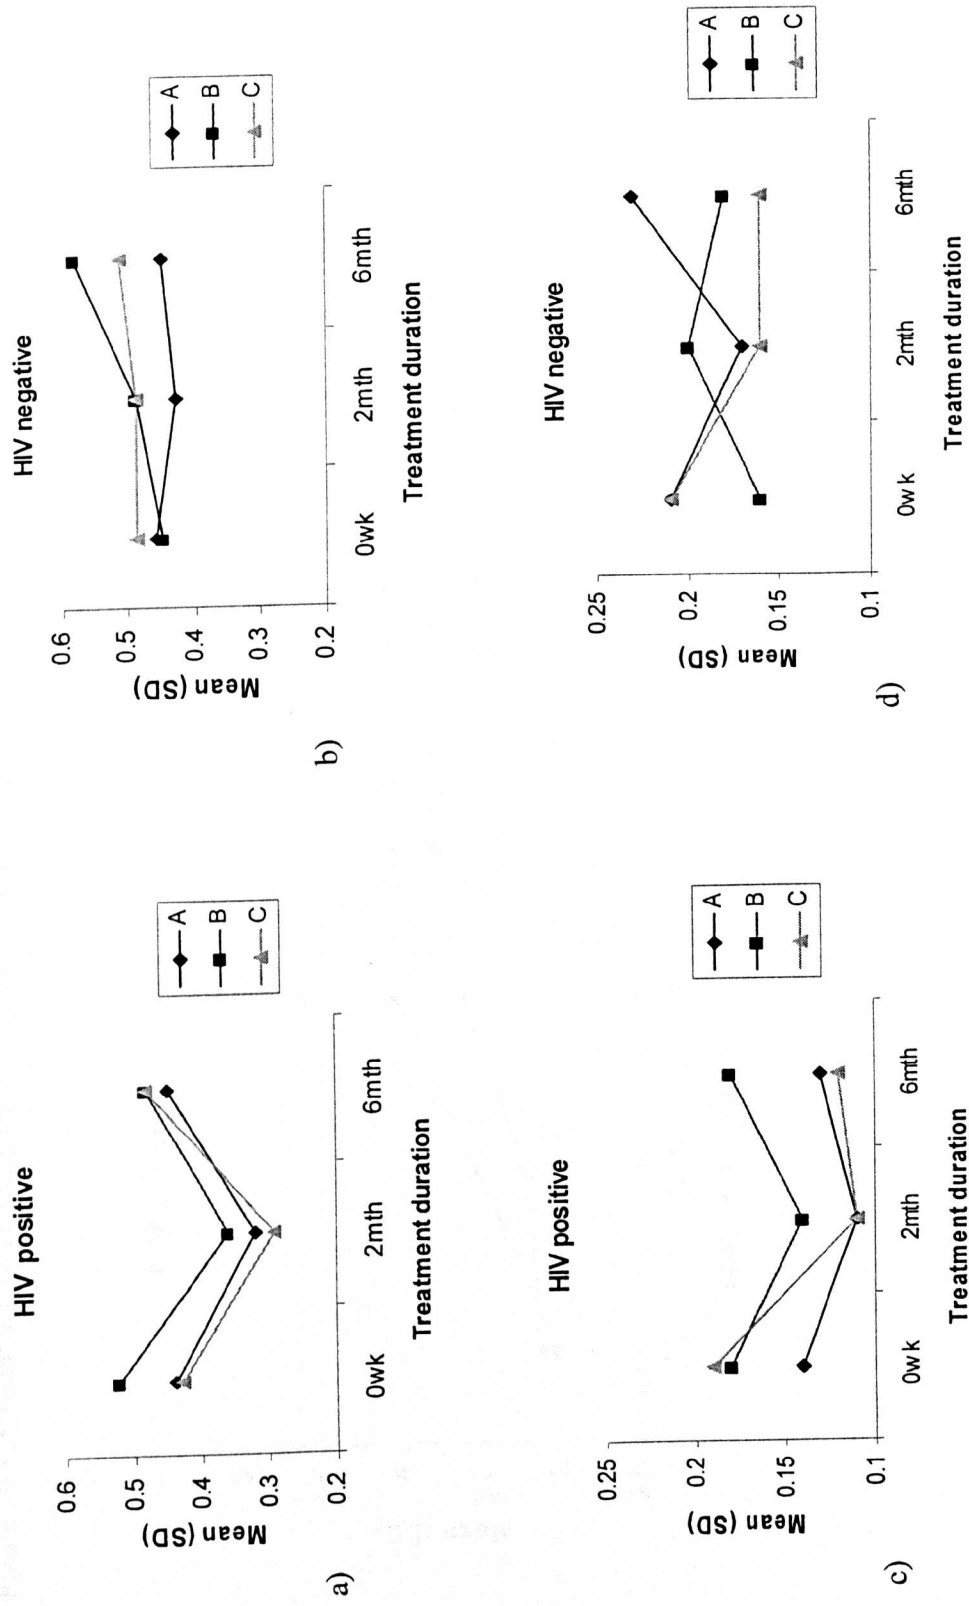 a)
HIV positive
Mean (SD)
0.6
0.5
0.4
0.3
0.2
0wk
2mth
6mth
Treatment duration
A
B
C
b)
HIV negative
Mean (SD)
0.6
0.5
0.4
0.3
0.2
0wk
2mth
6mth
Treatment duration
A
B
C
c)
HIV positive
Mean (SD)
0.25
0.2
0.15
0.1
0wk
2mth
6mth
Treatment duration
A
B
C
d)
HIV negative
Mean (SD)
0.25
0.2
0.15
0.1
0wk
2mth
6mth
Treatment duration
A
B
C